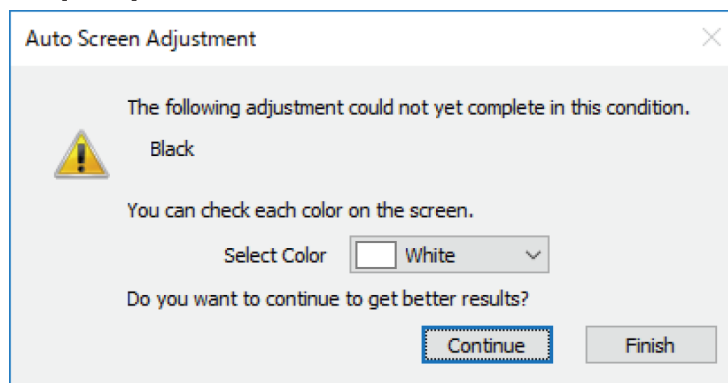 Auto Screen Adjustment
The following adjustment could not yet complete in this condition.
Black
You can check each color on the screen.
Select Color White
Do you want to continue to get better results?
Continue Finish